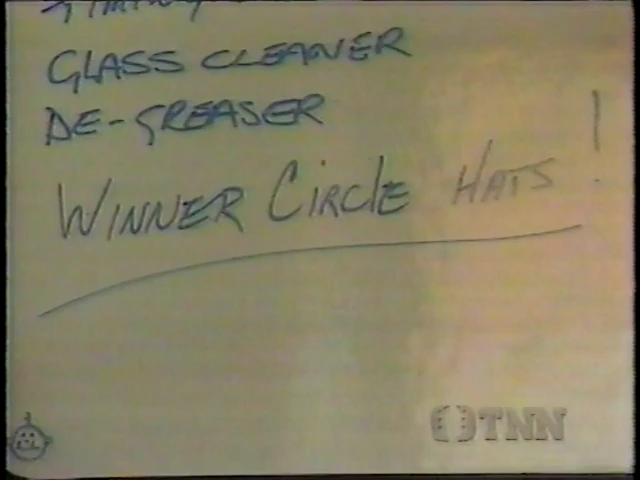 GLASS CLEANER
DE-GREASER
WINNER CIRClE HATS!
TNN